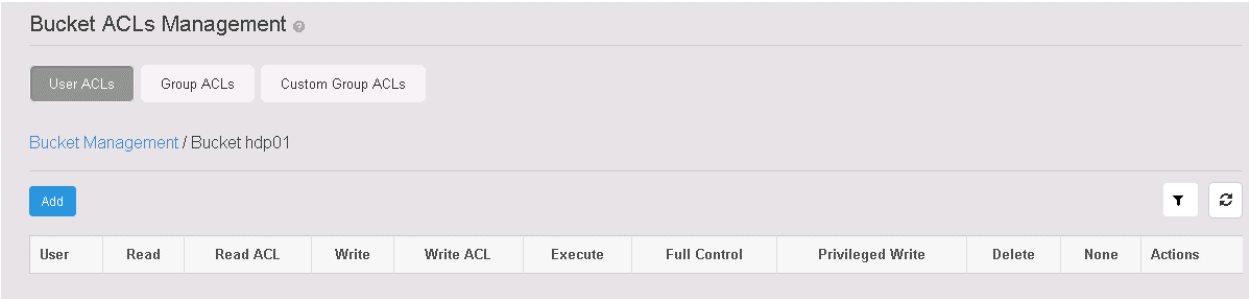 Bucket ACLs Management
User ACLs Group ACLs Custom Group ACLs
Bucket Management / Bucket hdp01
Add
User Read Read ACL Write Write ACL Execute Full Control Privileged Write Delete None Actions